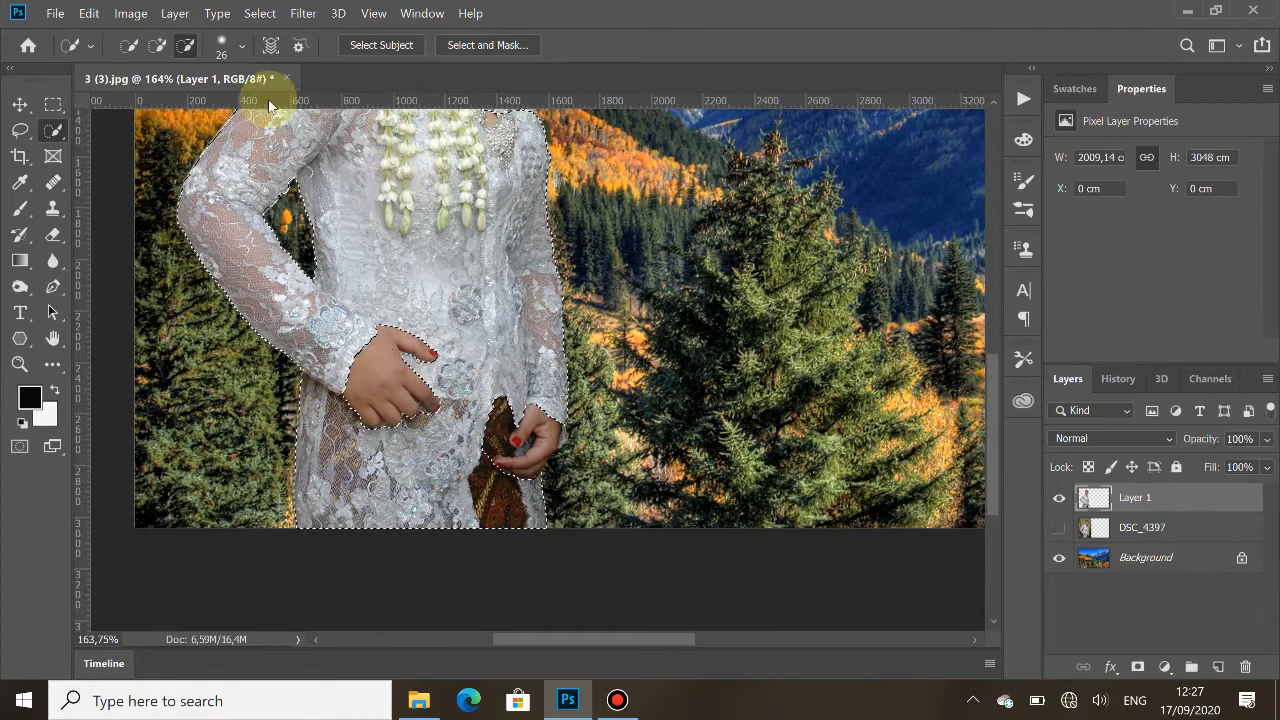 Ps File Edit Image Layer Type Select Filter 3D View Window Help
26 Select Subject Select and Mask...
3 (3).jpg @ 164% (Layer 1, RGB/8#) *
00 0 200 400 600 800 1000 1200 1400 1600 1800 2000 2200 2400 2600 2800 3000 3200
Swatches Properties
Pixel Layer Properties
W: 2009,14 c H: 3048 cm
X: 0 cm Y: 0 cm
Layers History 3D Channels
Kind
Normal Opacity: 100%
Lock: Fill: 100%
Layer 1
DSC_4397
Background
163,75% Doc: 6,59M/16,4M
Timeline
Type here to search
Ps
ENG
12:27
17/09/2020